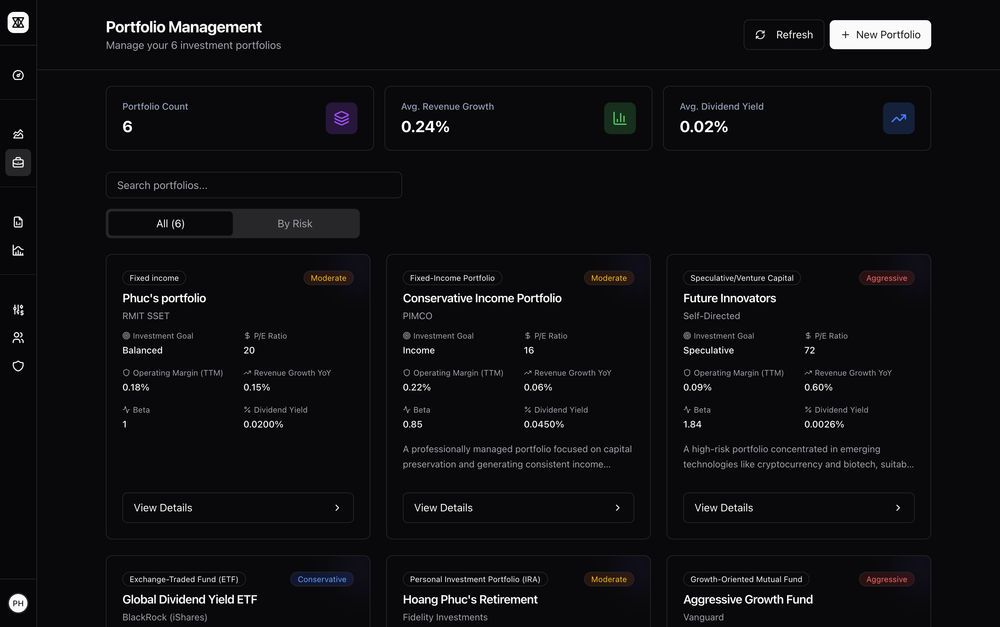 Portfolio Management
Manage your 6 investment portfolios
Refresh
New Portfolio
Portfolio Count
6
Avg. Revenue Growth
0.24%
Avg. Dividend Yield
0.02%
Search portfolios...
All (6)
By Risk
Fixed income
Moderate
Phuc's portfolio
RMIT SSET
Investment Goal
P/E Ratio
Balanced
20
Operating Margin (TTM)
Revenue Growth YoY
0.18%
0.15%
Beta
Dividend Yield
1
0.0200%
View Details
Fixed-Income Portfolio
Moderate
Conservative Income Portfolio
PIMCO
Investment Goal
P/E Ratio
Income
16
Operating Margin (TTM)
Revenue Growth YoY
0.22%
0.06%
Beta
Dividend Yield
0.85
0.0450%
A professionally managed portfolio focused on capital
preservation and generating consistent income...
View Details
Speculative/Venture Capital
Aggressive
Future Innovators
Self-Directed
Investment Goal
P/E Ratio
Speculative
72
Operating Margin (TTM)
Revenue Growth YoY
0.09%
0.60%
Beta
Dividend Yield
1.84
0.0026%
A high-risk portfolio concentrated in emerging
technologies like cryptocurrency and biotech, suitab...
View Details
Exchange-Traded Fund (ETF)
Conservative
Global Dividend Yield ETF
BlackRock (iShares)
Personal Investment Portfolio (IRA)
Moderate
Hoang Phuc's Retirement
Fidelity Investments
Growth-Oriented Mutual Fund
Aggressive
Aggressive Growth Fund
Vanguard
PH